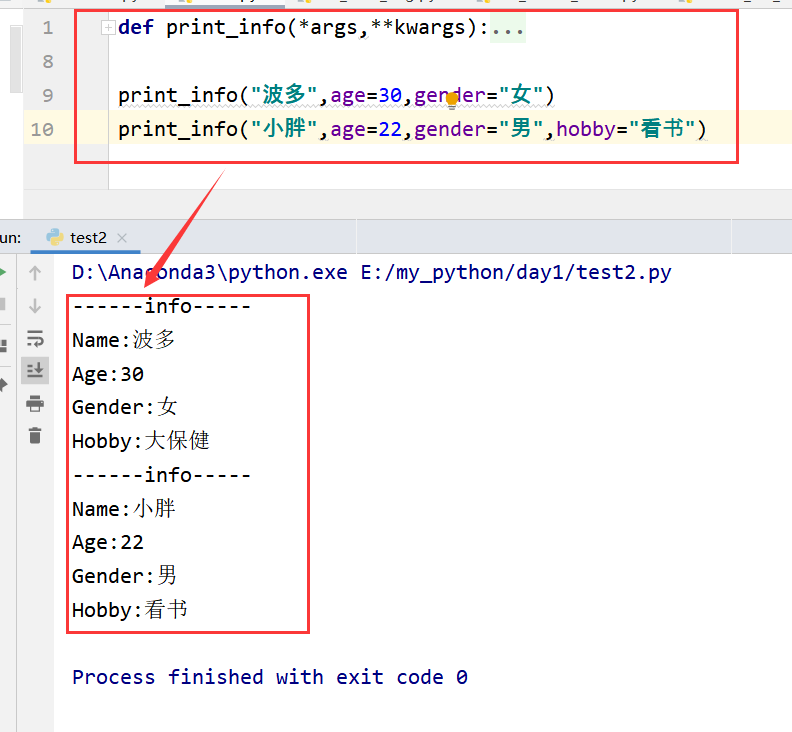 1 def print_info(*args,**kwargs):...
8
9 print_info("波多",age=30,gender="女")
10 print_info("小胖",age=22,gender="男",hobby="看书")
un: test2
D:\Anaconda3\python.exe E:/my_python/day1/test2.py
------info-----
Name:波多
Age:30
Gender:女
Hobby:大保健
------info-----
Name:小胖
Age:22
Gender:男
Hobby:看书
Process finished with exit code 0